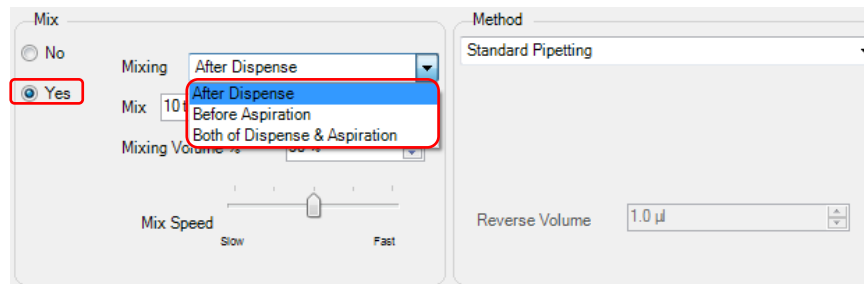 Mix
No
Yes
Mixing After Dispense
After Dispense
Before Aspiration
Both of Dispense & Aspiration
Mix 10
Mixing
Mix Speed
Slow Fast
Method
Standard Pipetting
Reverse Volume 1.0 µl